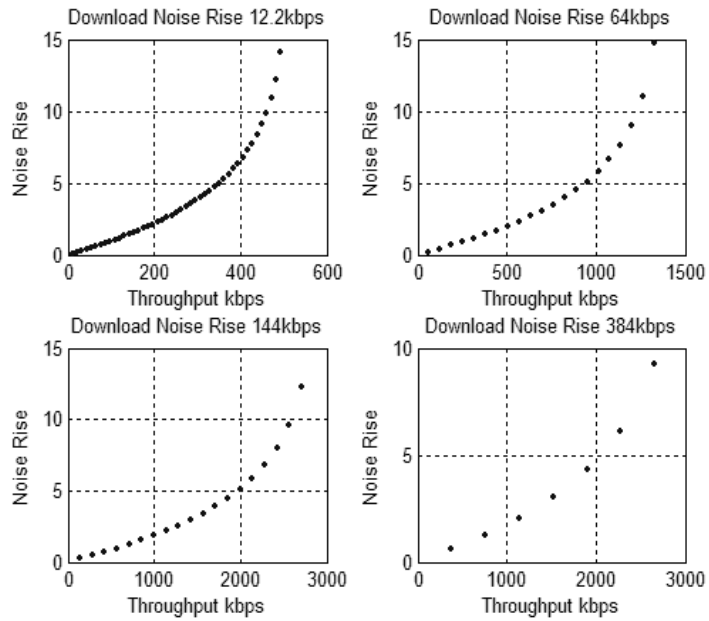 Download Noise Rise 12.2kbps
15
10
5
0
0 200 400 600
Noise Rise
Throughput kbps
Download Noise Rise 64kbps
15
10
5
0
0 500 1000 1500
Noise Rise
Throughput kbps
Download Noise Rise 144kbps
15
10
5
0
0 1000 2000 3000
Noise Rise
Throughput kbps
Download Noise Rise 384kbps
10
5
0
0 1000 2000 3000
Noise Rise
Throughput kbps